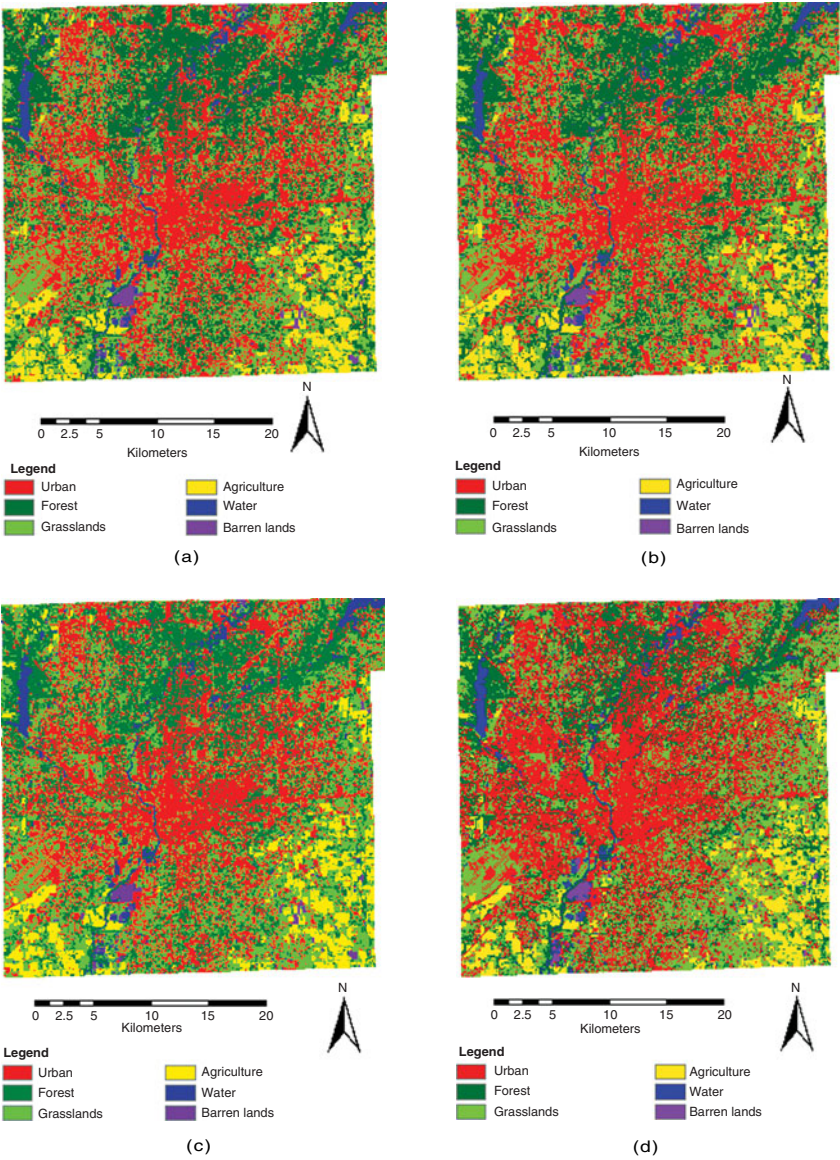 N
0 2.5 5 10 15 20
Kilometers
Legend
Urban Agriculture
Forest Water
Grasslands Barren lands
(a)
N
0 2.5 5 10 15 20
Kilometers
Legend
Urban Agriculture
Forest Water
Grasslands Barren lands
(b)
N
0 2.5 5 10 15 20
Kilometers
Legend
Urban Agriculture
Forest Water
Grasslands Barren lands
(c)
N
0 2.5 5 10 15 20
Kilometers
Legend
Urban Agriculture
Forest Water
Grasslands Barren lands
(d)